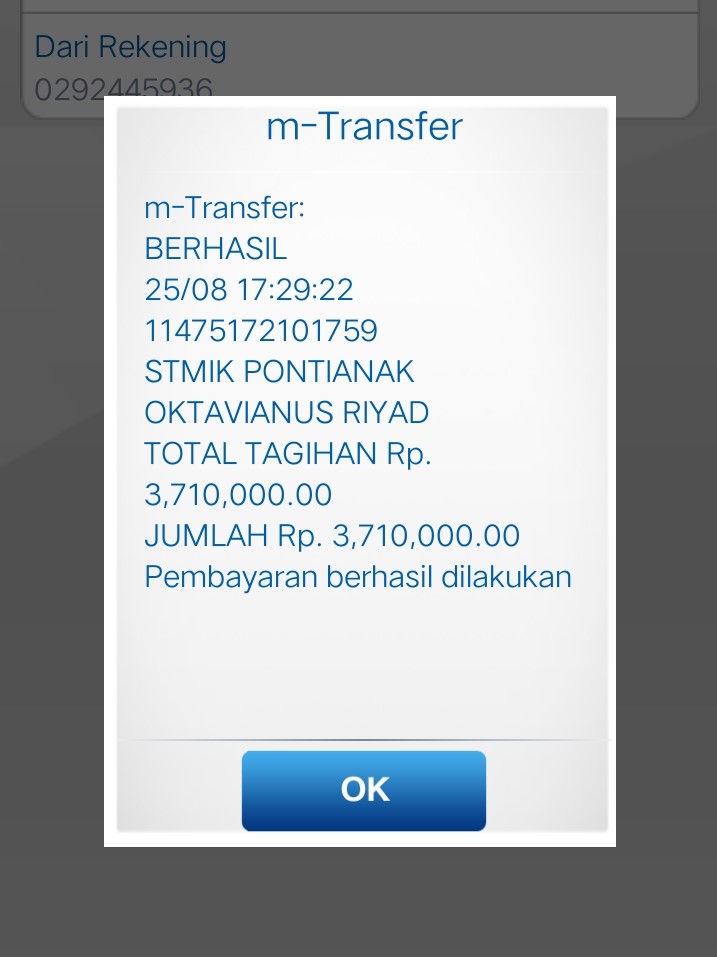 Dari Rekening
0292445936
m-Transfer
m-Transfer:
BERHASIL
25/08 17:29:22
11475172101759
STMIK PONTIANAK
OKTAVIANUS RIYAD
TOTAL TAGIHAN Rp.
3,710,000.00
JUMLAH Rp. 3,710,000.00
Pembayaran berhasil dilakukan
OK